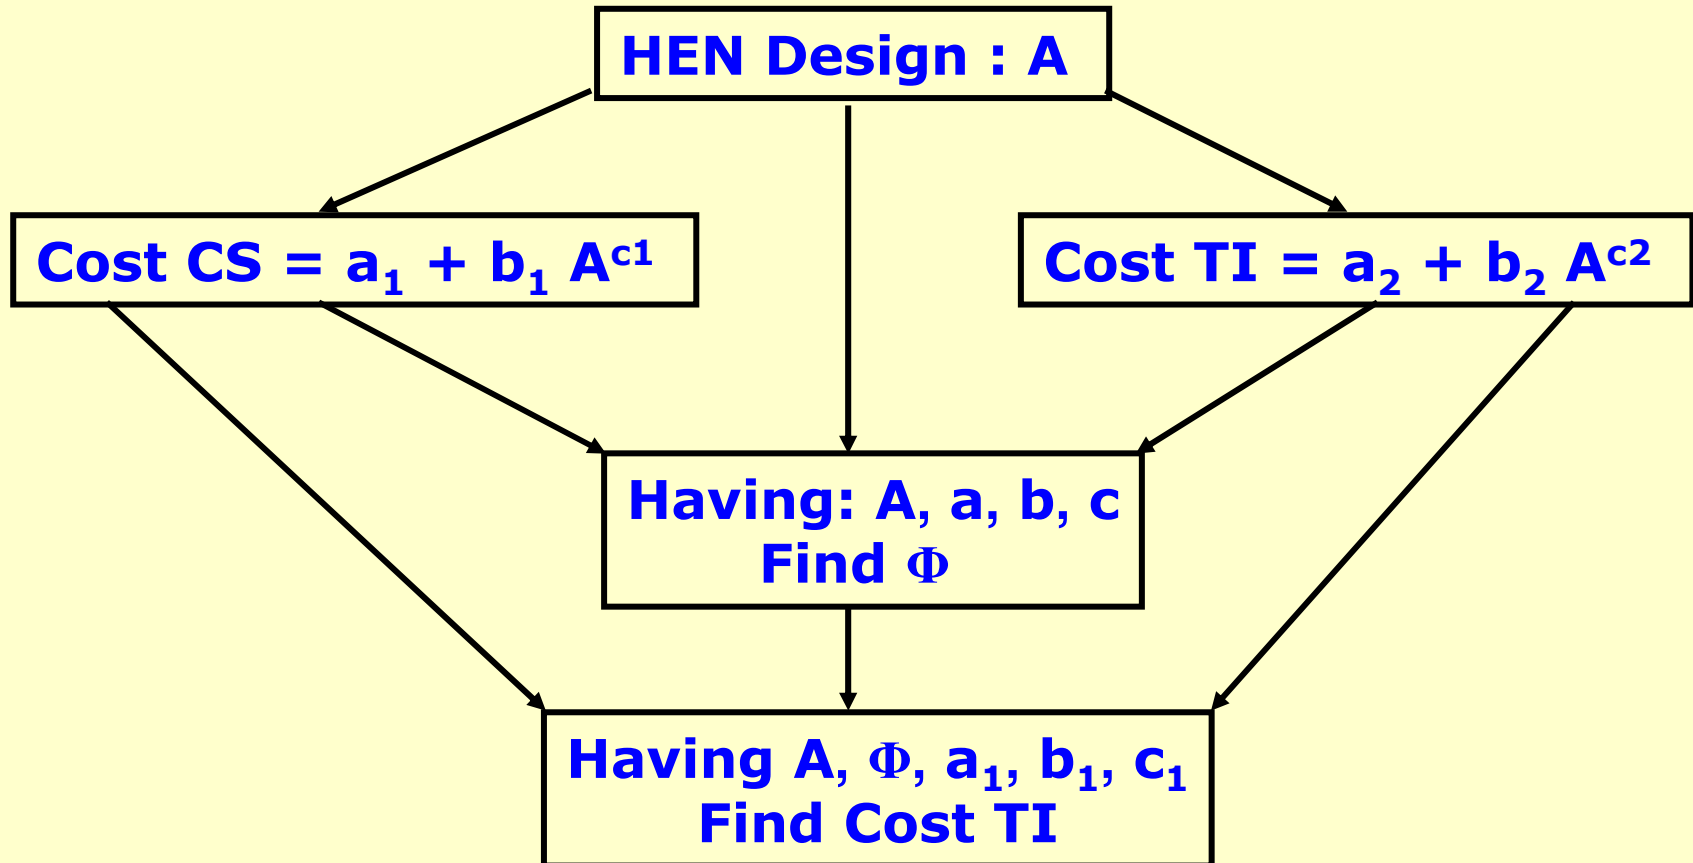 HEN Design : A
Cost CS = a₁ + b₁ Aᶜ¹
Cost TI = a₂ + b₂ Aᶜ²
Having: A, a, b, c
Find Φ
Having A, Φ, a₁, b₁, c₁
Find Cost TI